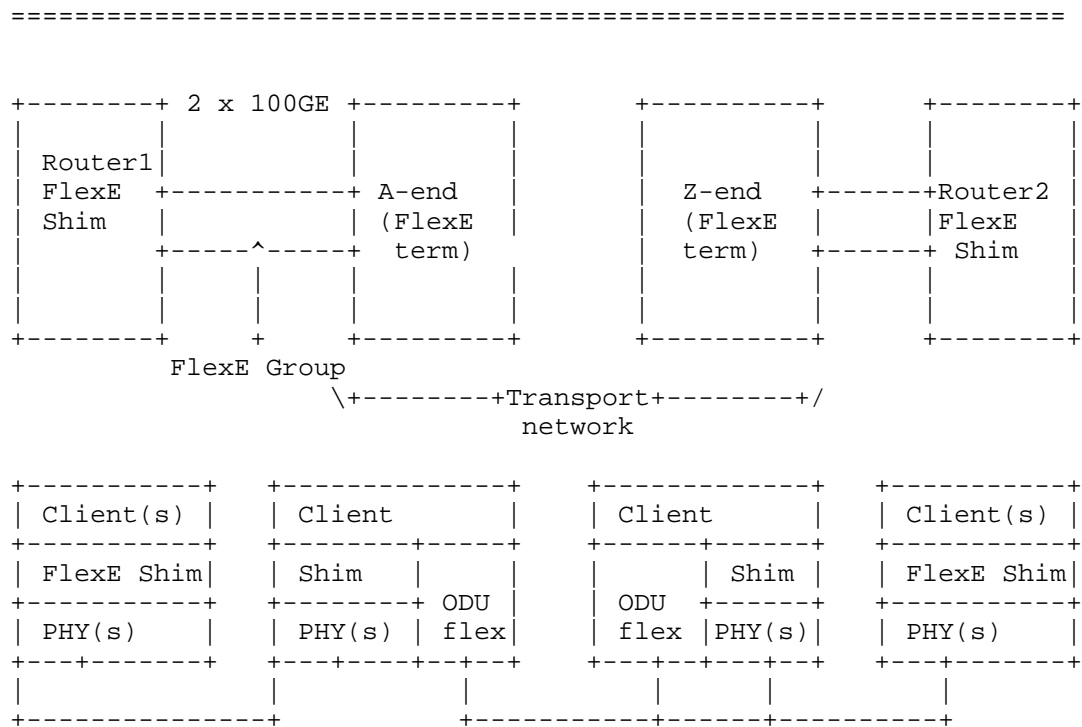 2 x 100GE
Router1
FlexE A-end Z-end Router2
Shim (FlexE (FlexE FlexE
term) term) Shim
FlexE Group
Transport
network
Client(s) Client Client Client(s)
FlexE Shim Shim Shim FlexE Shim
ODU ODU
PHY(s) PHY(s) flex flex PHY(s) PHY(s)